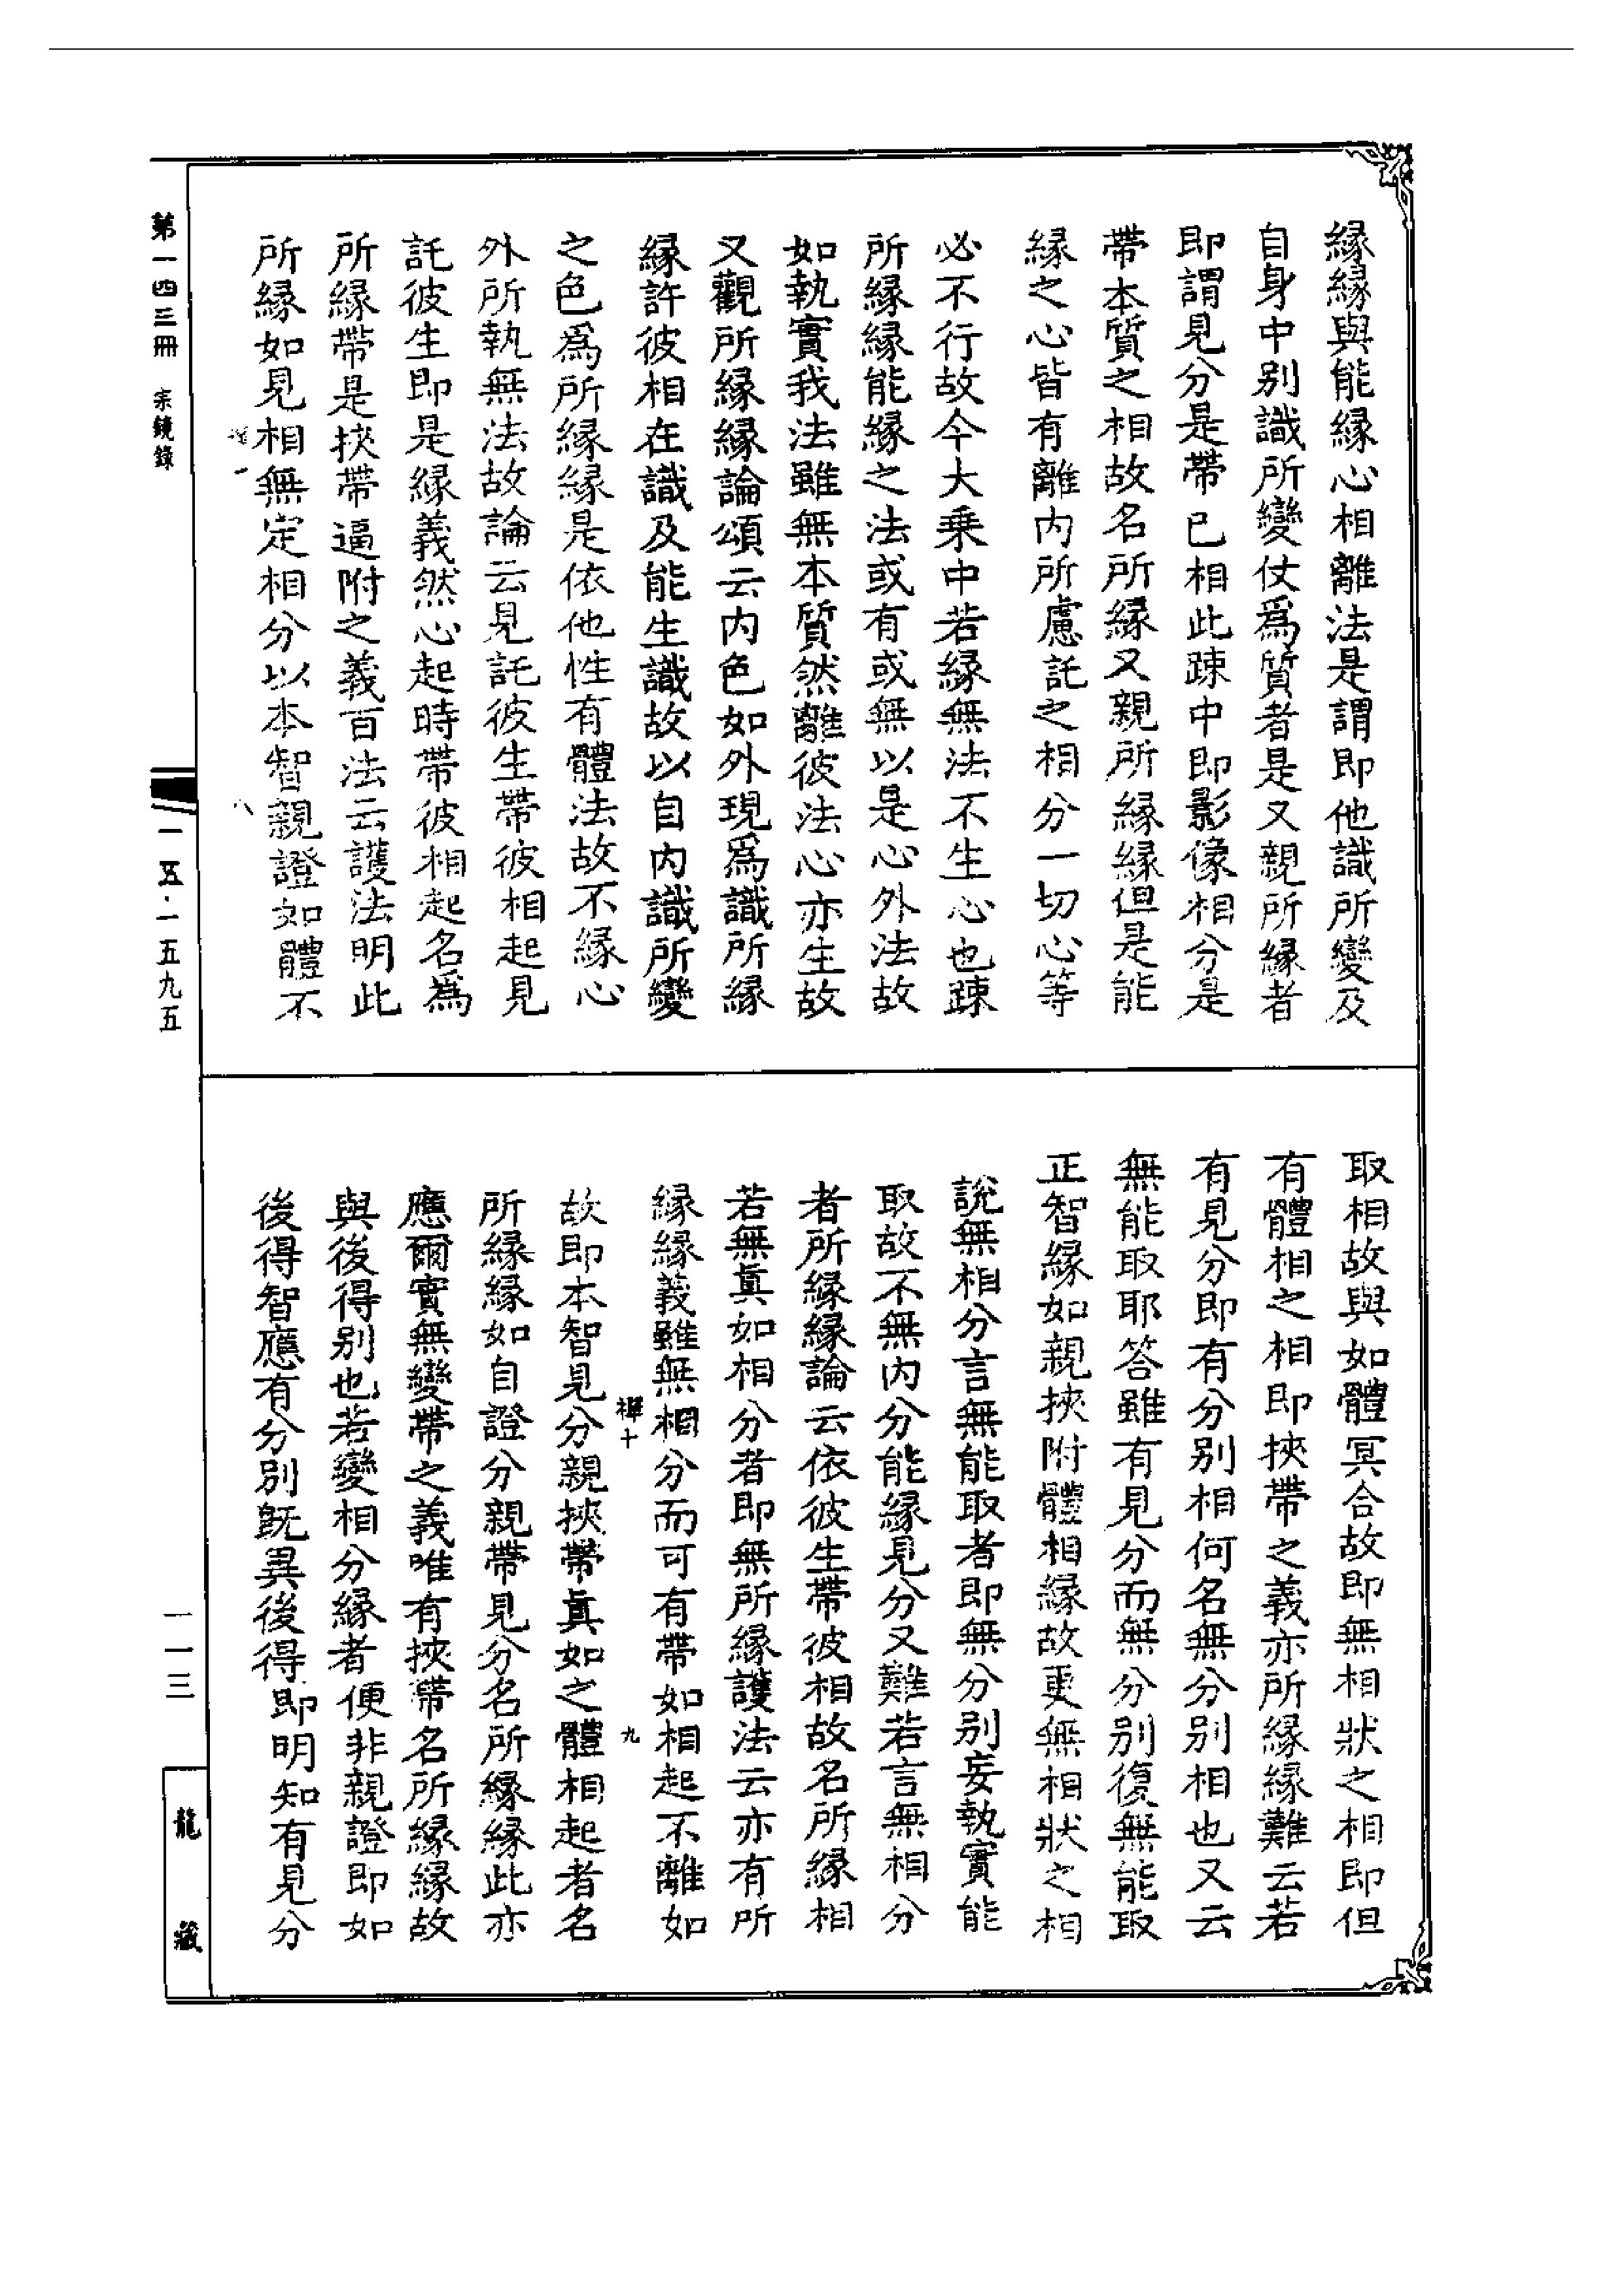 緣緣與能緣心相離法是謂即他識所變及
自身中別識所變仗爲質者是又親所緣者
即謂見分是帶已相此疎中即影像相分是
帶本質之相故名所緣又親所緣緣但是能
緣之心皆有離内所慮託之相分一切心等
必不行故今大乘中若緣無法不生心也疎
所緣緣能緣之法或有或無以是心外法故
如執實我法雖無本質然離彼法心亦生故
又觀所緣緣論頌云内色如外現爲識所緣
緣許彼相在識及能生識故以自内識所變
之色爲所緣緣是依他性有體法故不緣心
外所執無法故論云見託彼生帶彼相起見
託彼生即是緣義然心起時帶彼相起名爲
所緣帶是挾帶逼附之義百法云護法明此
所緣如見相無定相分以本智親證如體不
取相故與如體冥合故即無相狀之相即但
有體相之相即挾帶之義亦所緣緣難云若
有見分即有分別相何名無分別相也又云
無能取耶答雖有見分而無分別復無能取
正智緣如親挾附體相緣故更無相狀之相
説無相分言無能取者即無分別妄執實能
取故不無内分能緣見分又難若言無相分
者所緣緣論云依彼生帶彼相故名所緣相
若無眞如相分者即無所緣護法云亦有所
緣緣義雖無相分而可有帶如相起不離如
禪十
九
故即本智見分親挾帶眞如之體相起者名
所緣緣如自證分親帶見分名所緣緣此亦
應爾實無變帶之義唯有挾帶名所緣緣故
與後得別也若變相分緣者便非親證即如
後得智應有分別既異後得即明知有見分
第一四三冊 宗鏡錄
一五·一五九五
一一三
龍藏